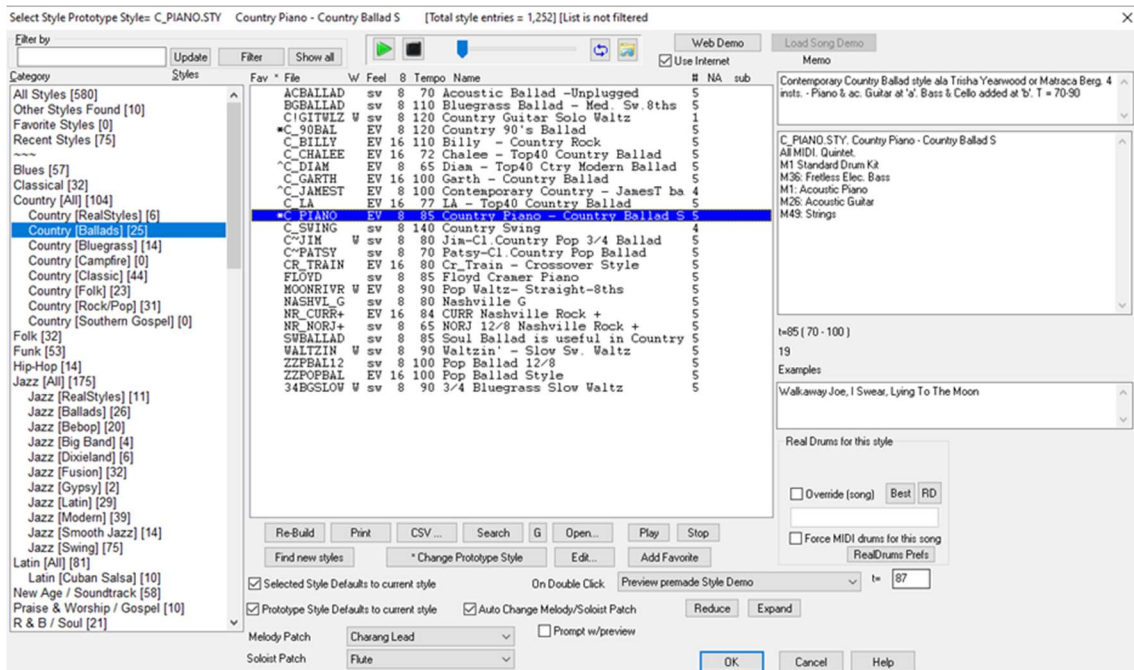 Select Style Prototype Style= C_PIANO.STY Country Piano - Country Ballad S [Total style entries = 1,252] [List is not filtered
Filter by
Update Filter Show all
Web Demo Load Song Demo
Use Internet Memo
Category Styles
All Styles [580]
Other Styles Found [10]
Favorite Styles [0]
Recent Styles [75]
~~~
Blues [57]
Classical [32]
Country [All] [104]
Country [RealStyles] [6]
Country [Ballads] [25]
Country [Bluegrass] [14]
Country [Campfire] [0]
Country [Classic] [44]
Country [Folk] [23]
Country [Rock/Pop] [31]
Country [Southern Gospel] [0]
Folk [32]
Funk [53]
Hip-Hop [14]
Jazz [All] [175]
Jazz [RealStyles] [11]
Jazz [Ballads] [26]
Jazz [Bebop] [20]
Jazz [Big Band] [4]
Jazz [Dixieland] [6]
Jazz [Fusion] [32]
Jazz [Gypsy] [2]
Jazz [Latin] [29]
Jazz [Modern] [39]
Jazz [Smooth Jazz] [14]
Jazz [Swing] [75]
Latin [All] [81]
Latin [Cuban Salsa] [10]
New Age / Soundtrack [58]
Praise & Worship / Gospel [10]
R & B / Soul [21]
Fav * File W Feel 8 Tempo Name # NA sub
ACBALLAD sv 8 70 Acoustic Ballad -Unplugged 5
BGBALLAD sv 8 110 Bluegrass Ballad - Med. Sv.8ths 5
C!GITWLZ W sv 8 120 Country Guitar Solo Waltz 1
*C_90BAL EV 8 120 Country 90's Ballad 5
C_BILLY EV 16 110 Billy - Country Rock 5
C_CHALEE EV 16 72 Chalee - Top40 Country Ballad 5
^C_DIAM EV 8 65 Diam - Top40 Ctry Modern Ballad 5
C_GARTH EV 16 100 Garth - Country Ballad 5
^C_JAMEST EV 8 100 Contemporary Country - JamesT ba 4
C_LA EV 16 77 LA - Top40 Country Ballad 5
*C_PIANO EV 8 85 Country Piano - Country Ballad S 5
C_SWING sv 8 140 Country Swing 4
C~JIM W sv 8 80 Jim-Cl.Country Pop 3/4 Ballad 5
C~PATSY sv 8 70 Patsy-Cl.Country Pop Ballad 5
CR_TRAIN EV 16 80 Cr_Train - Crossover Style 5
FLOYD sv 8 85 Floyd Cramer Piano 5
MOONRIVR W EV 8 90 Pop Waltz- Straight-8ths 5
NASHVL_G sv 8 80 Nashville G 5
NR_CURR+ EV 16 84 CURR Nashville Rock + 5
NR_NORJ+ sv 8 65 NORJ 12/8 Nashville Rock + 5
SWBALLAD sv 8 85 Soul Ballad is useful in Country 5
WALTZIN W sv 8 90 Waltzin' - Slow Sv. Waltz 5
ZZPBAL12 sv 8 100 Pop Ballad 12/8 5
ZZPOPBAL EV 16 100 Pop Ballad Style 5
34BGSLOW W sv 8 90 3/4 Bluegrass Slow Waltz 5
Contemporary Country Ballad style ala Trisha Yearwood or Matraca Berg. 4
insts. - Piano & ac. Guitar at 'a'. Bass & Cello added at 'b'. T = 70-90
C_PIANO.STY. Country Piano - Country Ballad S
All MIDI. Quintet.
M1 Standard Drum Kit
M36: Fretless Elec. Bass
M1: Acoustic Piano
M26: Acoustic Guitar
M49: Strings
t=85 ( 70 - 100 )
19
Examples
Walkaway Joe, I Swear, Lying To The Moon
Real Drums for this style
Override (song) Best RD
Force MIDI drums for this song
RealDrums Prefs
Re-Build Print CSV ... Search G Open... Play Stop
Find new styles * Change Prototype Style Edit... Add Favorite
Selected Style Defaults to current style On Double Click Preview premade Style Demo t= 87
Prototype Style Defaults to current style Auto Change Melody/Soloist Patch Reduce Expand
Melody Patch Charang Lead Prompt w/preview
Soloist Patch Flute
OK Cancel Help